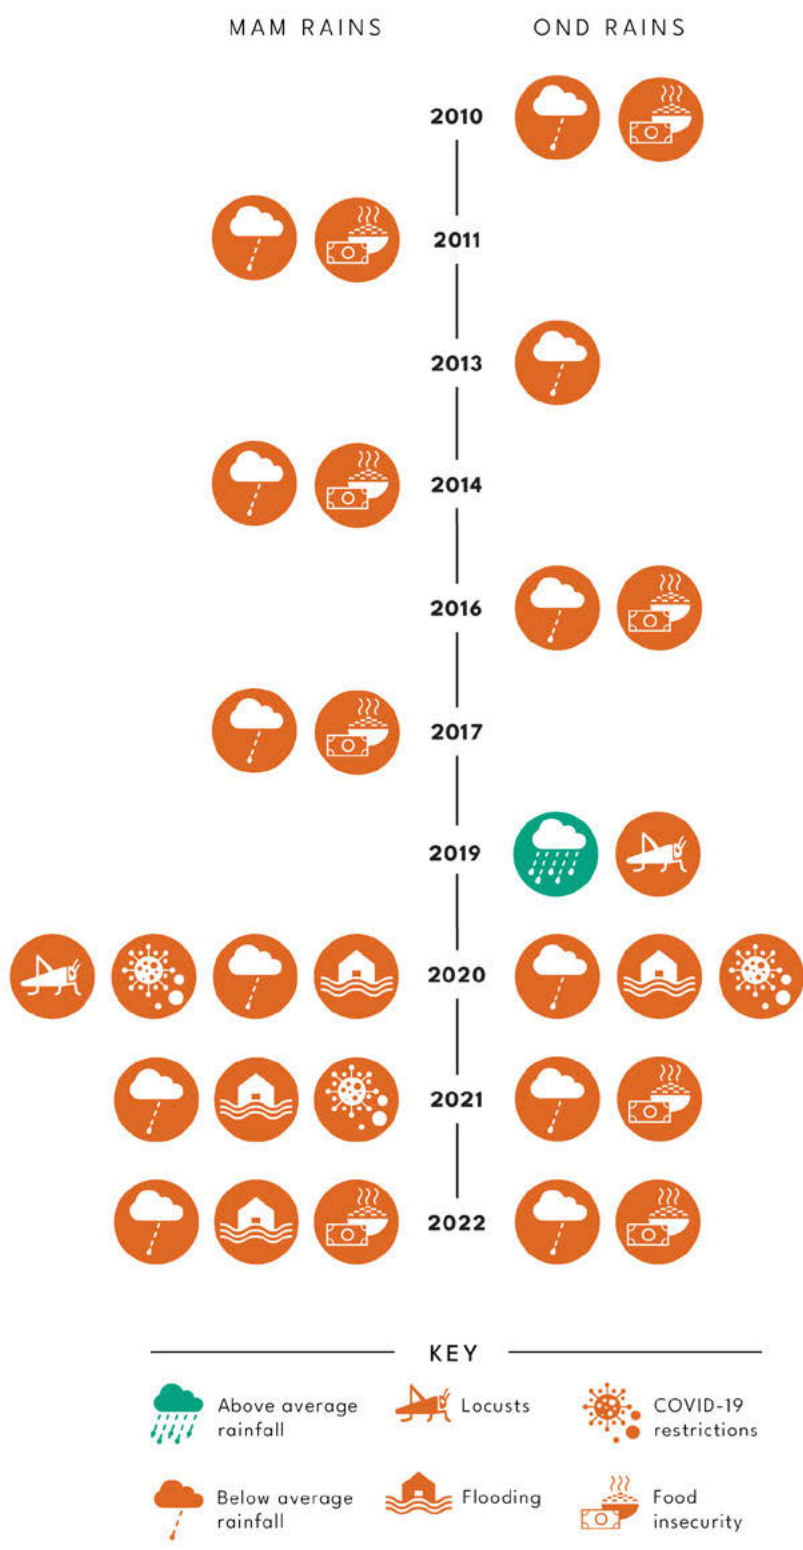 MAM RAINS
OND RAINS
2010
2011
2013
2014
2016
2017
2019
2020
2021
2022
KEY
Above average
rainfall
Locusts
COVID-19
restrictions
Below average
rainfall
Flooding
Food
insecurity